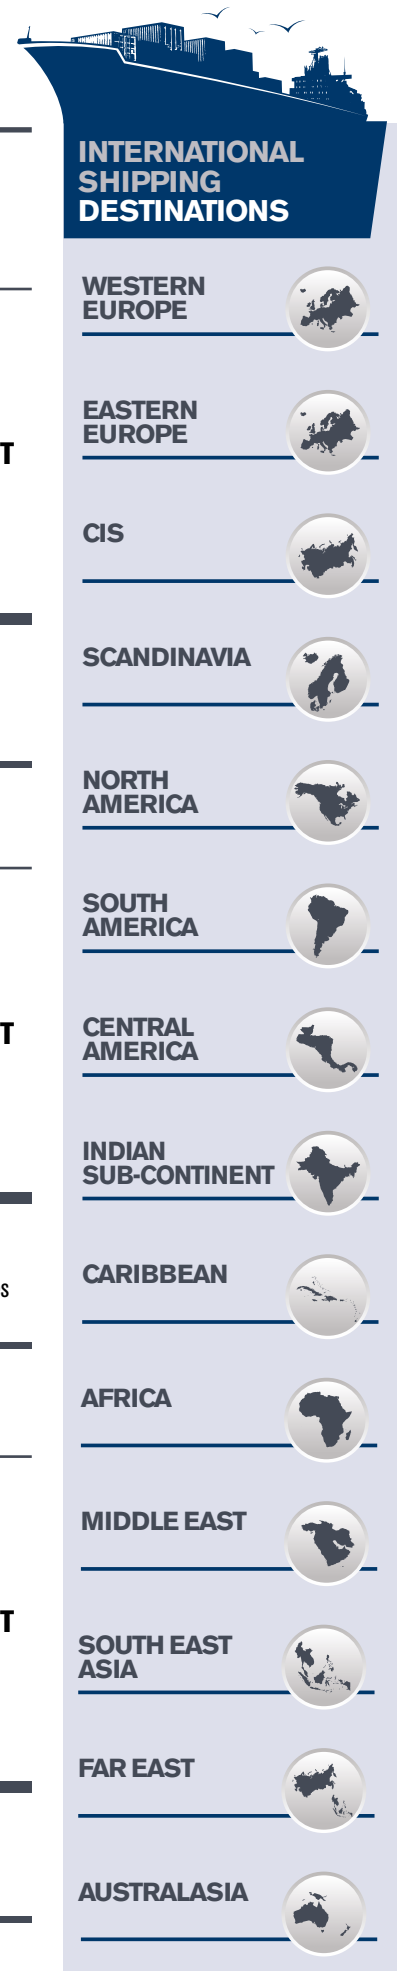 INTERNATIONAL
SHIPPING
DESTINATIONS
WESTERN
EUROPE
EASTERN
EUROPE
T
CIS
SCANDINAVIA
NORTH
AMERICA
SOUTH
AMERICA
CENTRAL
AMERICA
T
INDIAN
SUB-CONTINENT
CARIBBEAN
S
AFRICA
MIDDLE EAST
T
SOUTH EAST
ASIA
FAR EAST
AUSTRALASIA